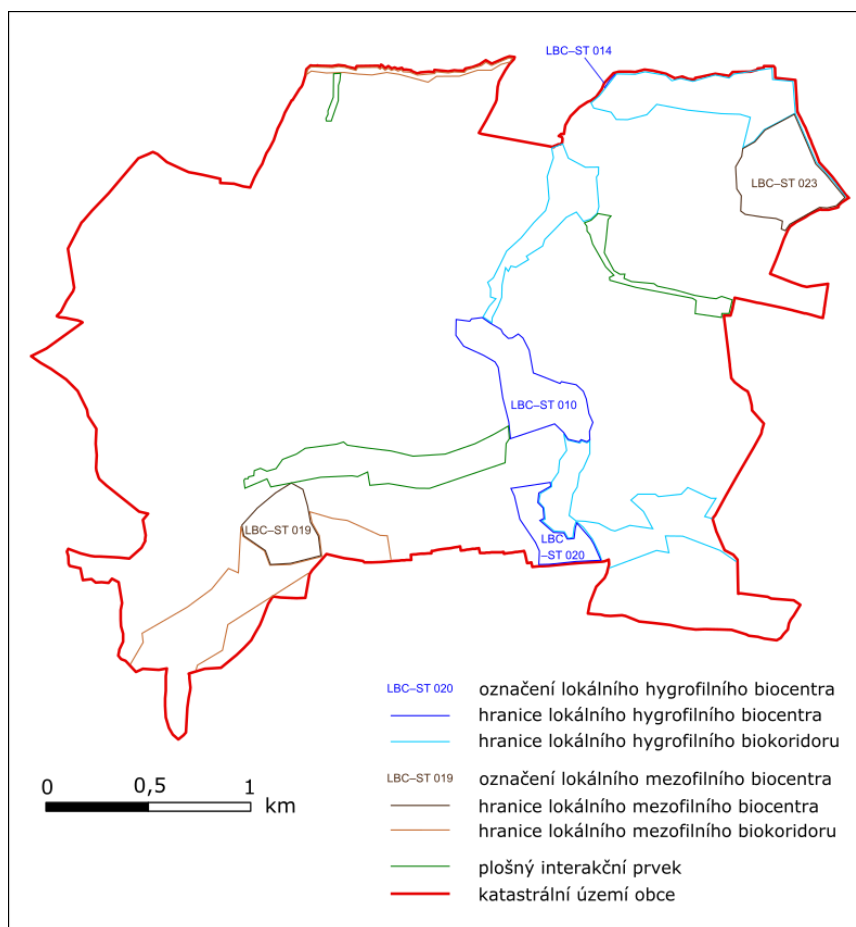 LBC–ST 014
LBC–ST 023
LBC–ST 010
LBC–ST 019
LBC
–ST 020
LBC–ST 020 označení lokálního hygrofilního biocentra
hranice lokálního hygrofilního biocentra
hranice lokálního hygrofilního biokoridoru
LBC–ST 019 označení lokálního mezofilního biocentra
hranice lokálního mezofilního biocentra
hranice lokálního mezofilního biokoridoru
plošný interakční prvek
katastrální území obce
0 0,5 1
km